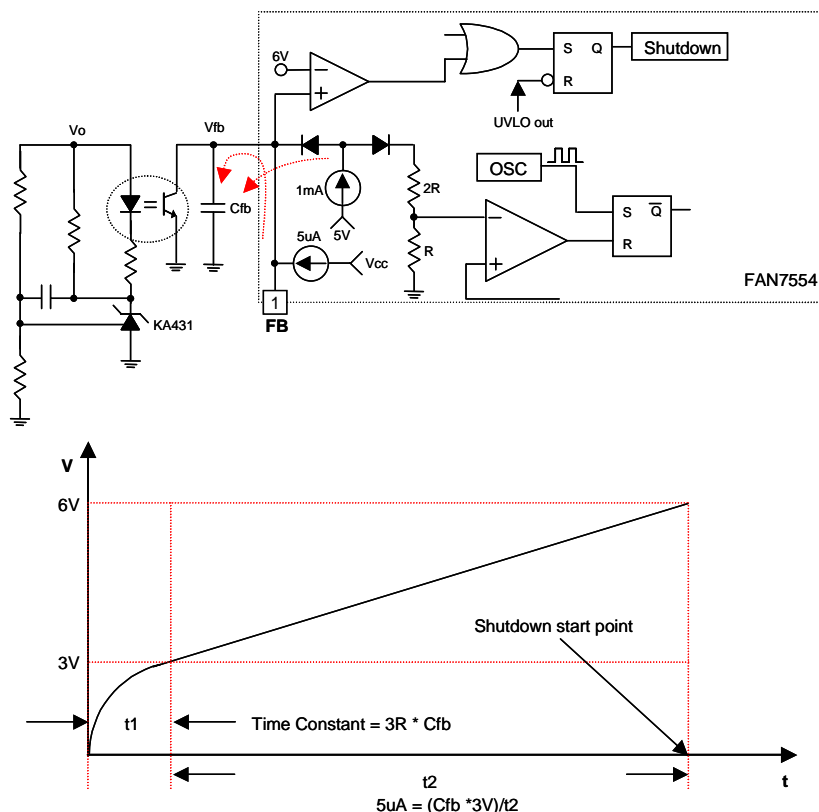 6V
−
+
S Q
R
Shutdown
UVLO out
Vo
Vfb
=
Cfb
1mA
5V
2R
R
OSC
−
+
S Q
R
5uA
Vcc
1
FB
KA431
FAN7554
V
6V
3V
Shutdown start point
t1
Time Constant = 3R * Cfb
t2
t
5uA = (Cfb *3V)/t2